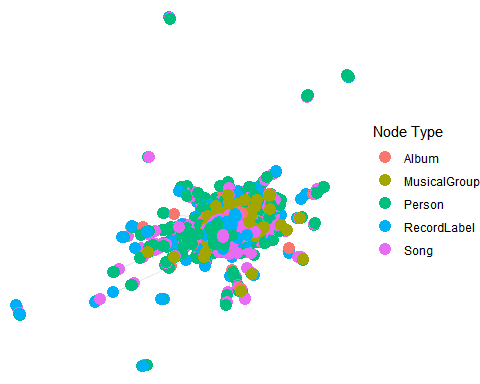 Node Type
Album
MusicalGroup
Person
RecordLabel
Song